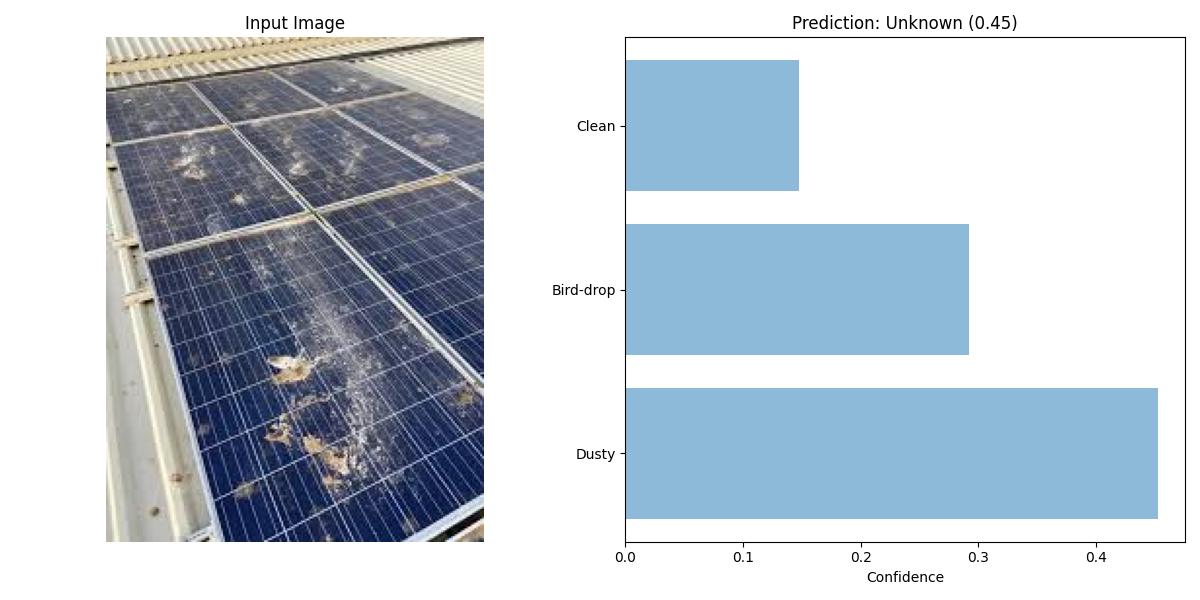 Input Image
Prediction: Unknown (0.45)
Clean
Bird-drop
Dusty
0.0 0.1 0.2 0.3 0.4
Confidence